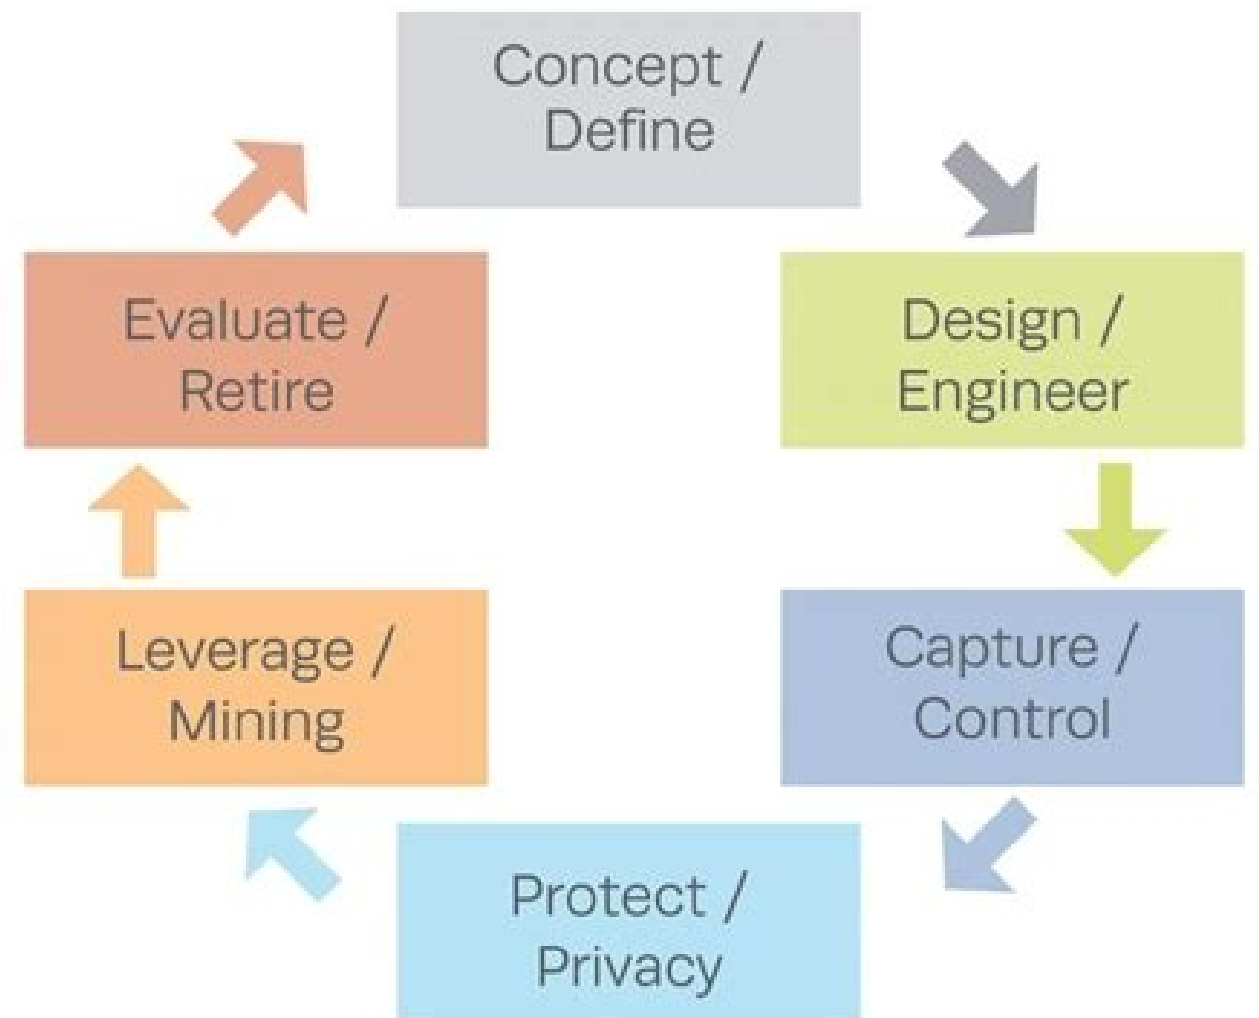 Concept /
Define
Design /
Engineer
Capture /
Control
Protect /
Privacy
Leverage /
Mining
Evaluate /
Retire